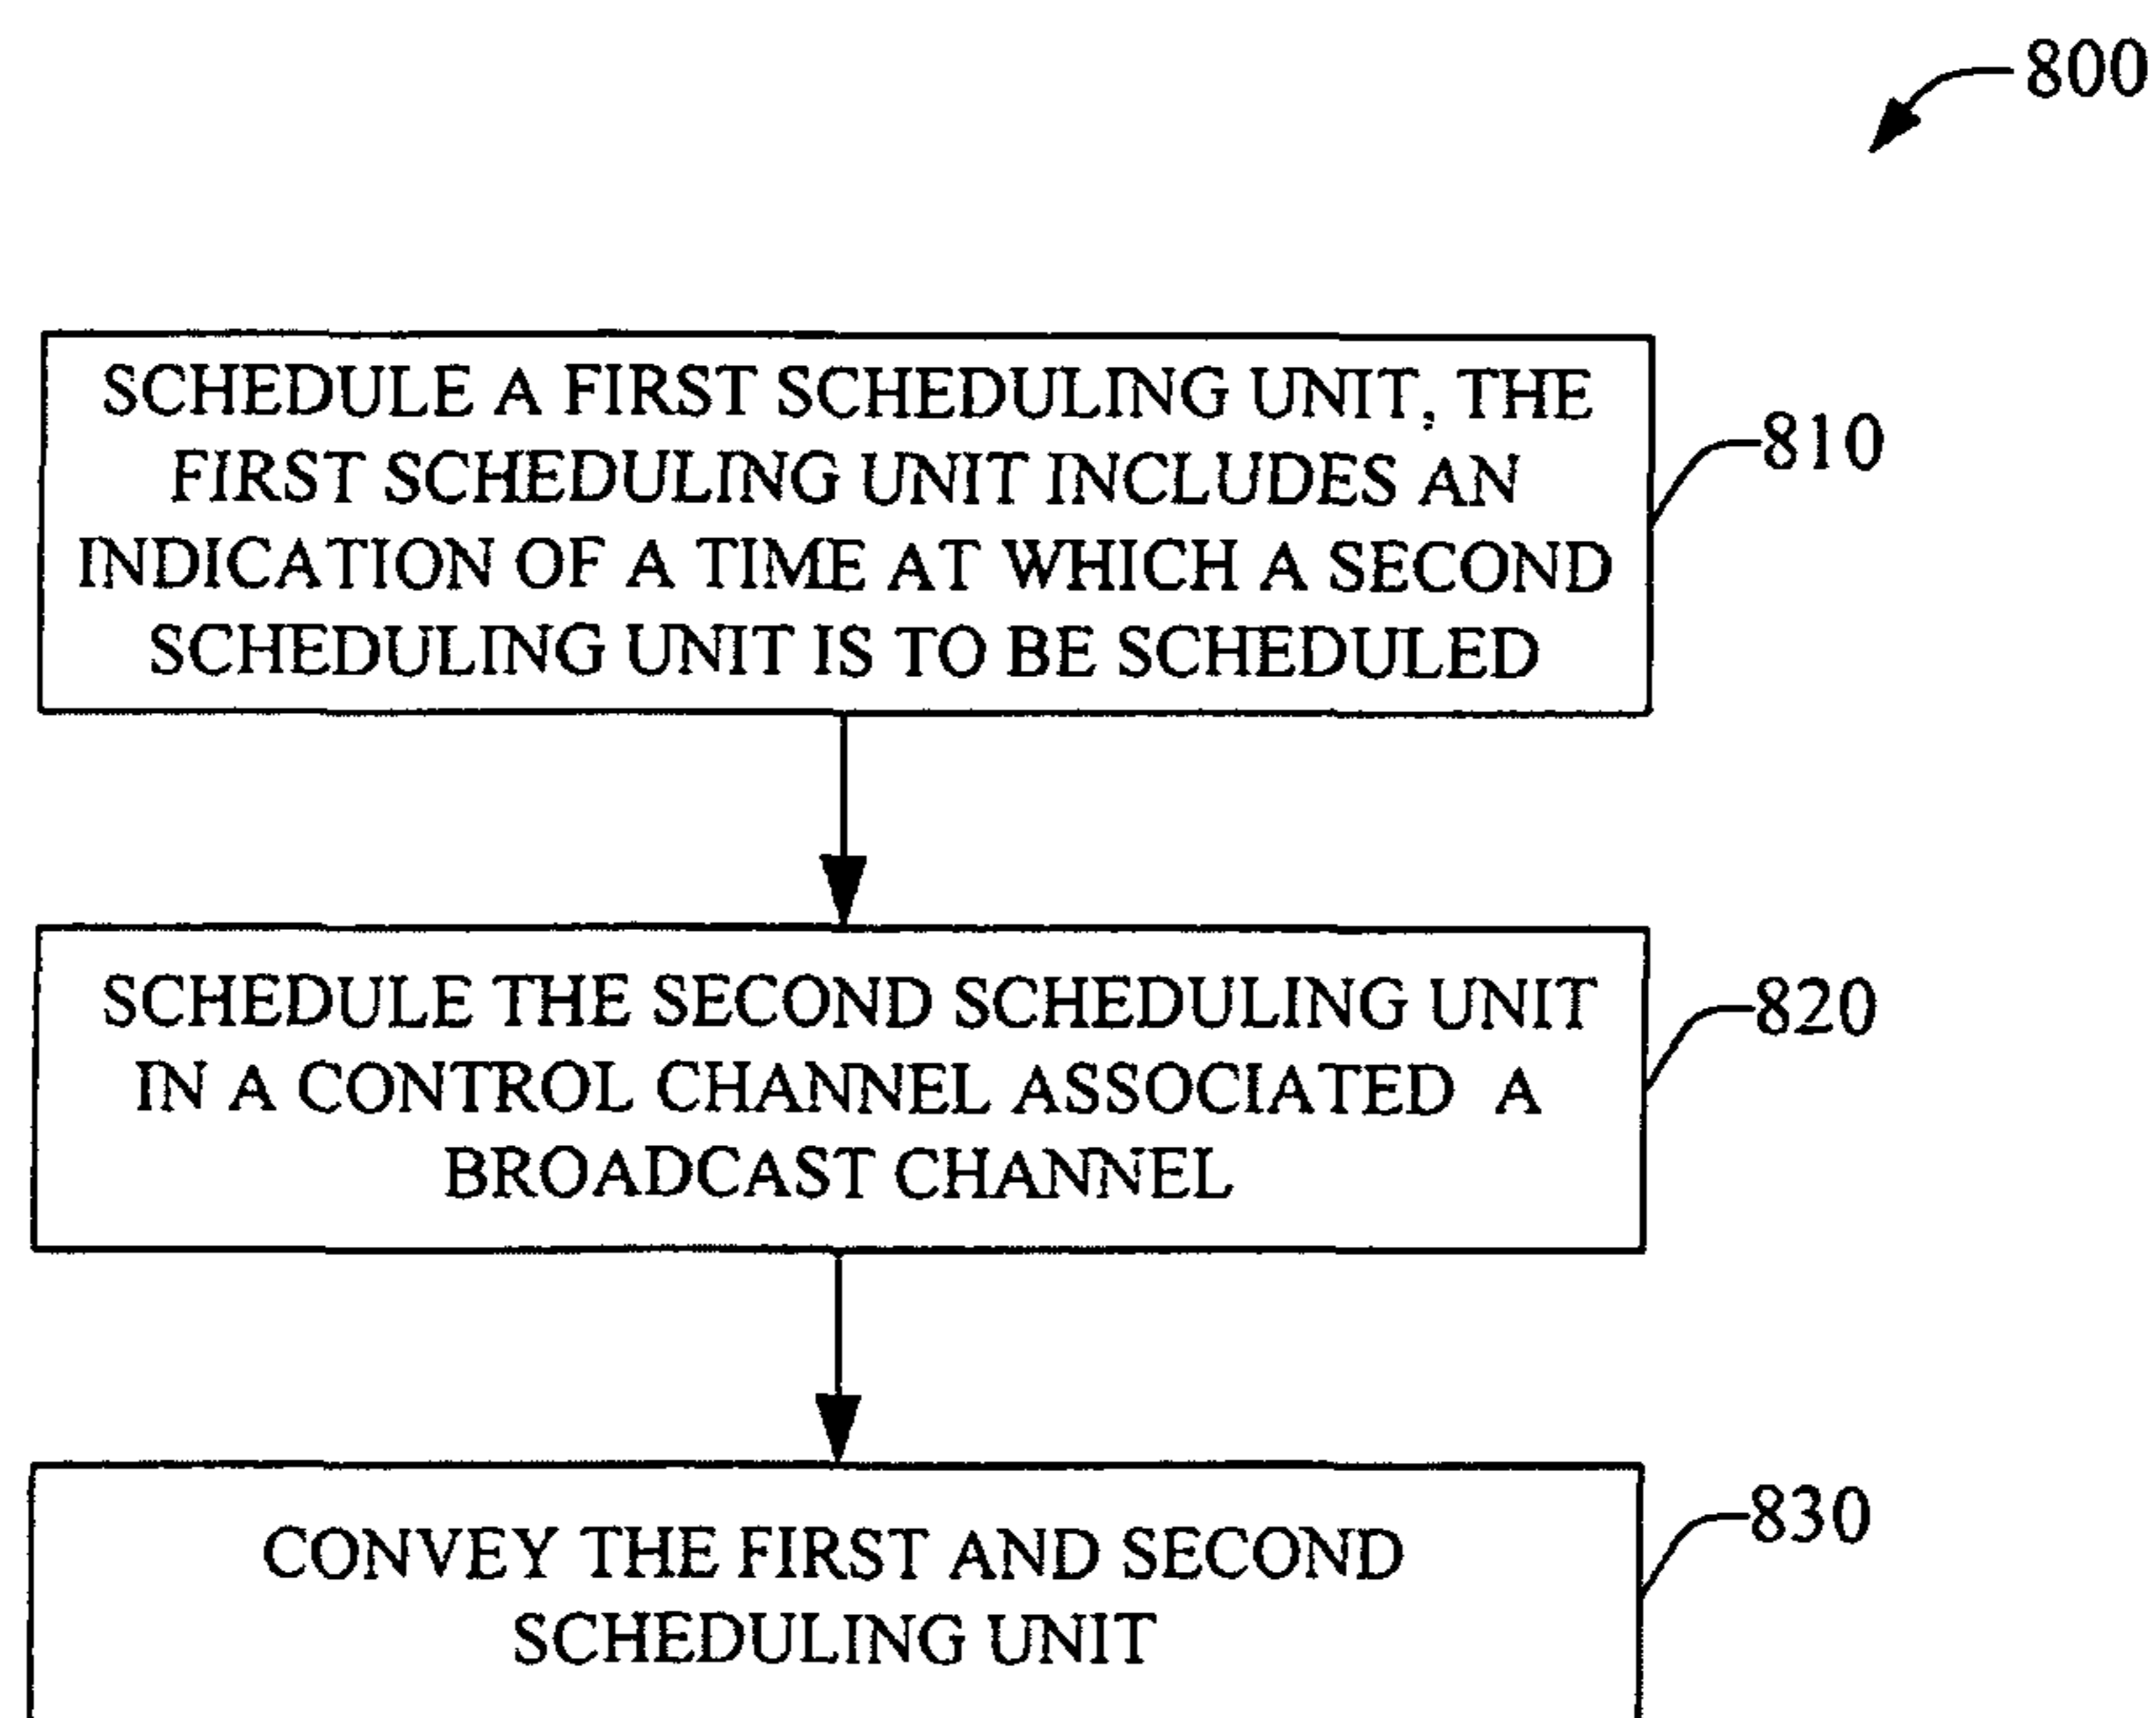 800
SCHEDULE A FIRST SCHEDULING UNIT, THE
FIRST SCHEDULING UNIT INCLUDES AN
INDICATION OF A TIME AT WHICH A SECOND
SCHEDULING UNIT IS TO BE SCHEDULED
810
SCHEDULE THE SECOND SCHEDULING UNIT
IN A CONTROL CHANNEL ASSOCIATED A
BROADCAST CHANNEL
820
CONVEY THE FIRST AND SECOND
SCHEDULING UNIT
830